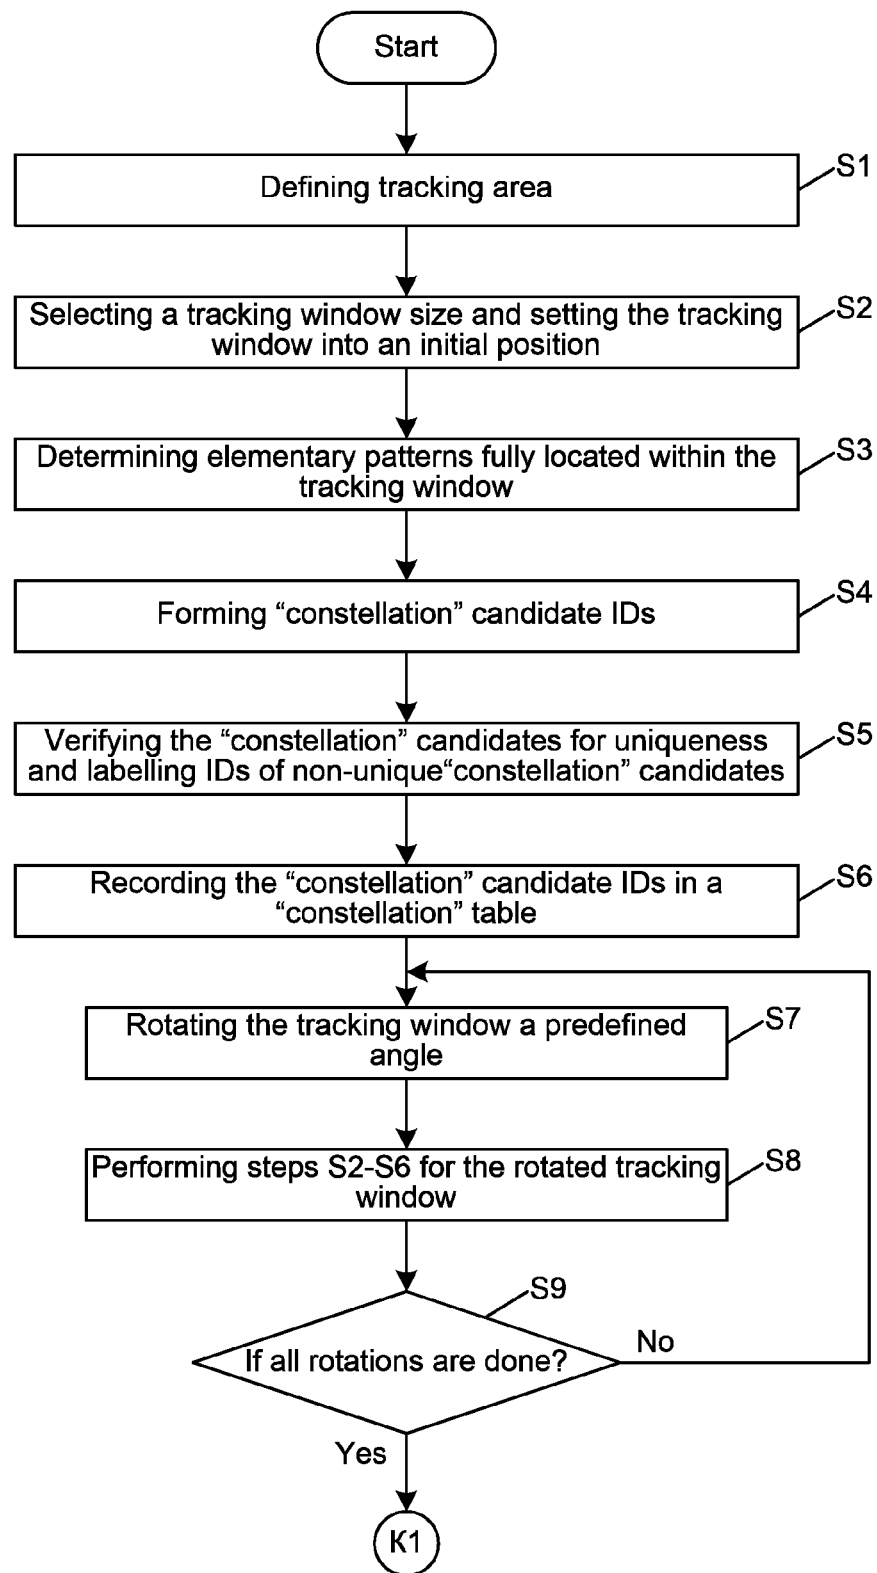 Start
Defining tracking area
S1
Selecting a tracking window size and setting the tracking
window into an initial position
S2
Determining elementary patterns fully located within the
tracking window
S3
Forming “constellation” candidate IDs
S4
Verifying the “constellation” candidates for uniqueness
and labelling IDs of non-unique“constellation” candidates
S5
Recording the “constellation” candidate IDs in a
“constellation” table
S6
Rotating the tracking window a predefined
angle
S7
Performing steps S2-S6 for the rotated tracking
window
S8
S9
If all rotations are done?
No
Yes
K1